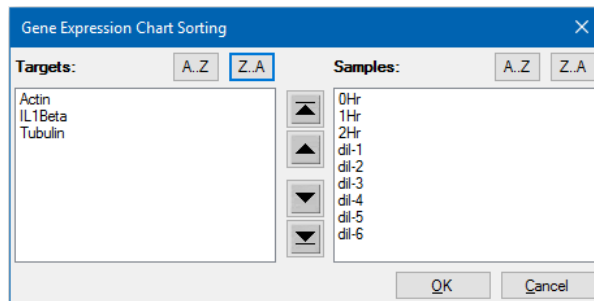 Gene Expression Chart Sorting
Targets: A..Z Z..A Samples: A..Z Z..A
Actin
IL1Beta
Tubulin
0Hr
1Hr
2Hr
dil-1
dil-2
dil-3
dil-4
dil-5
dil-6
OK Cancel